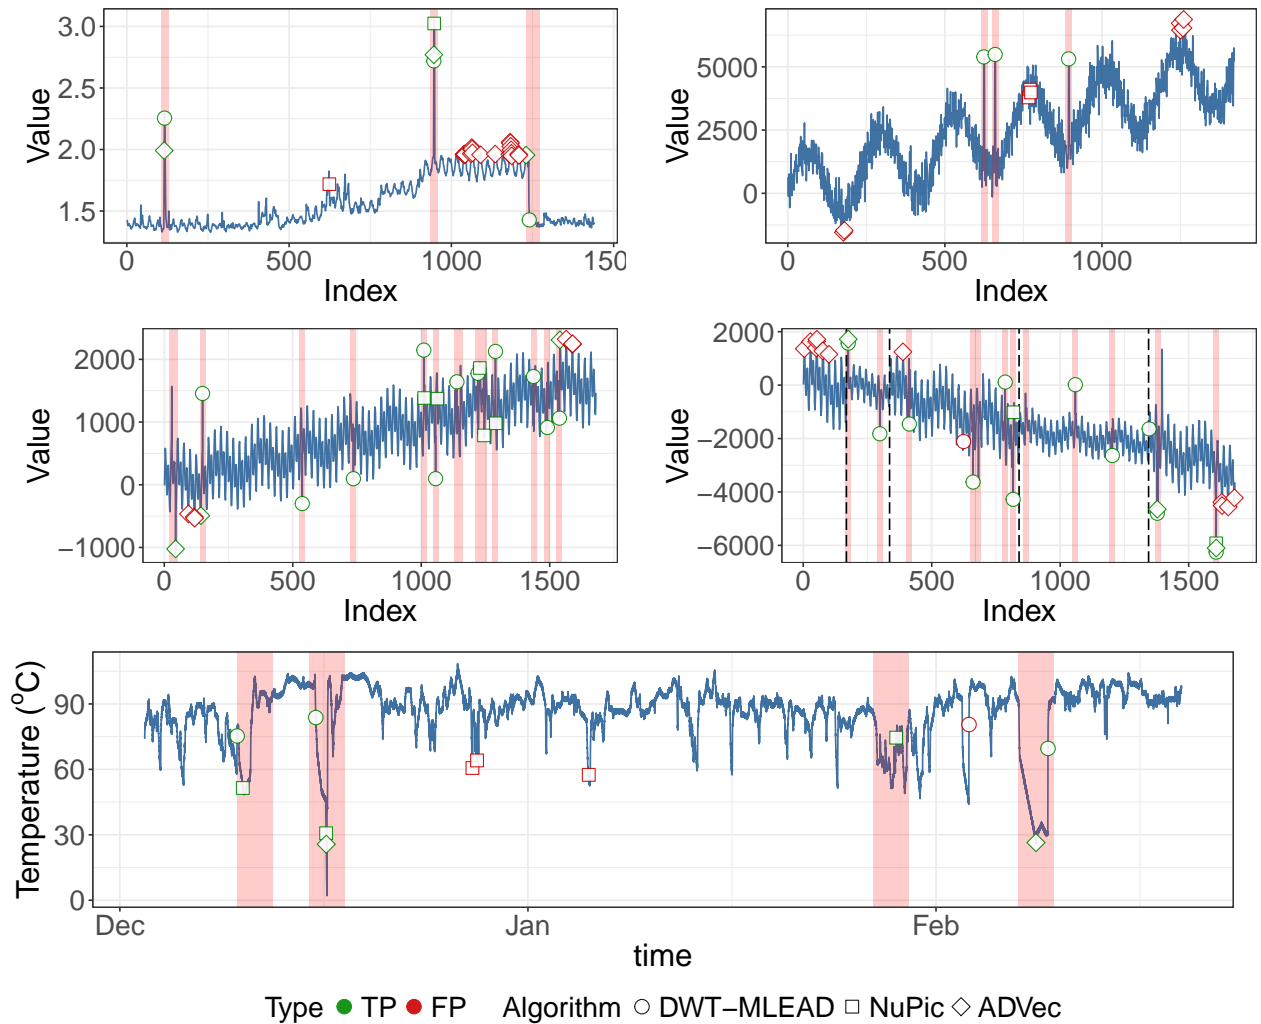 3.0
2.5
2.0
1.5
Value
0
500
1000
150
Index
5000
2500
0
Value
0
500
1000
Index
2000
1000
0
−1000
Value
0
500
1000
1500
Index
2000
0
−2000
−4000
−6000
Value
0
500
1000
1500
Index
90
60
30
0
Temperature (°C)
Dec
Jan
Feb
time
Type TP FP Algorithm DWT−MLEAD NuPic ADVec